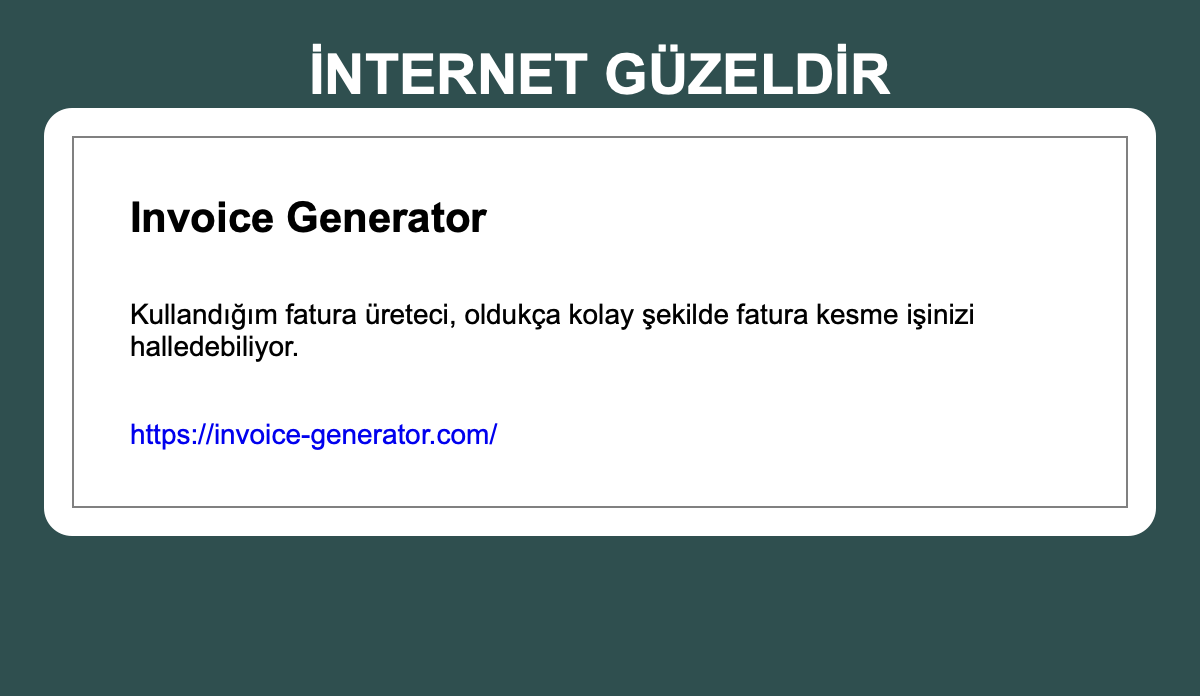 İNTERNET GÜZELDİR
Invoice Generator
Kullandığım fatura üreteci, oldukça kolay şekilde fatura kesme işinizi
halledebiliyor.
https://invoice-generator.com/